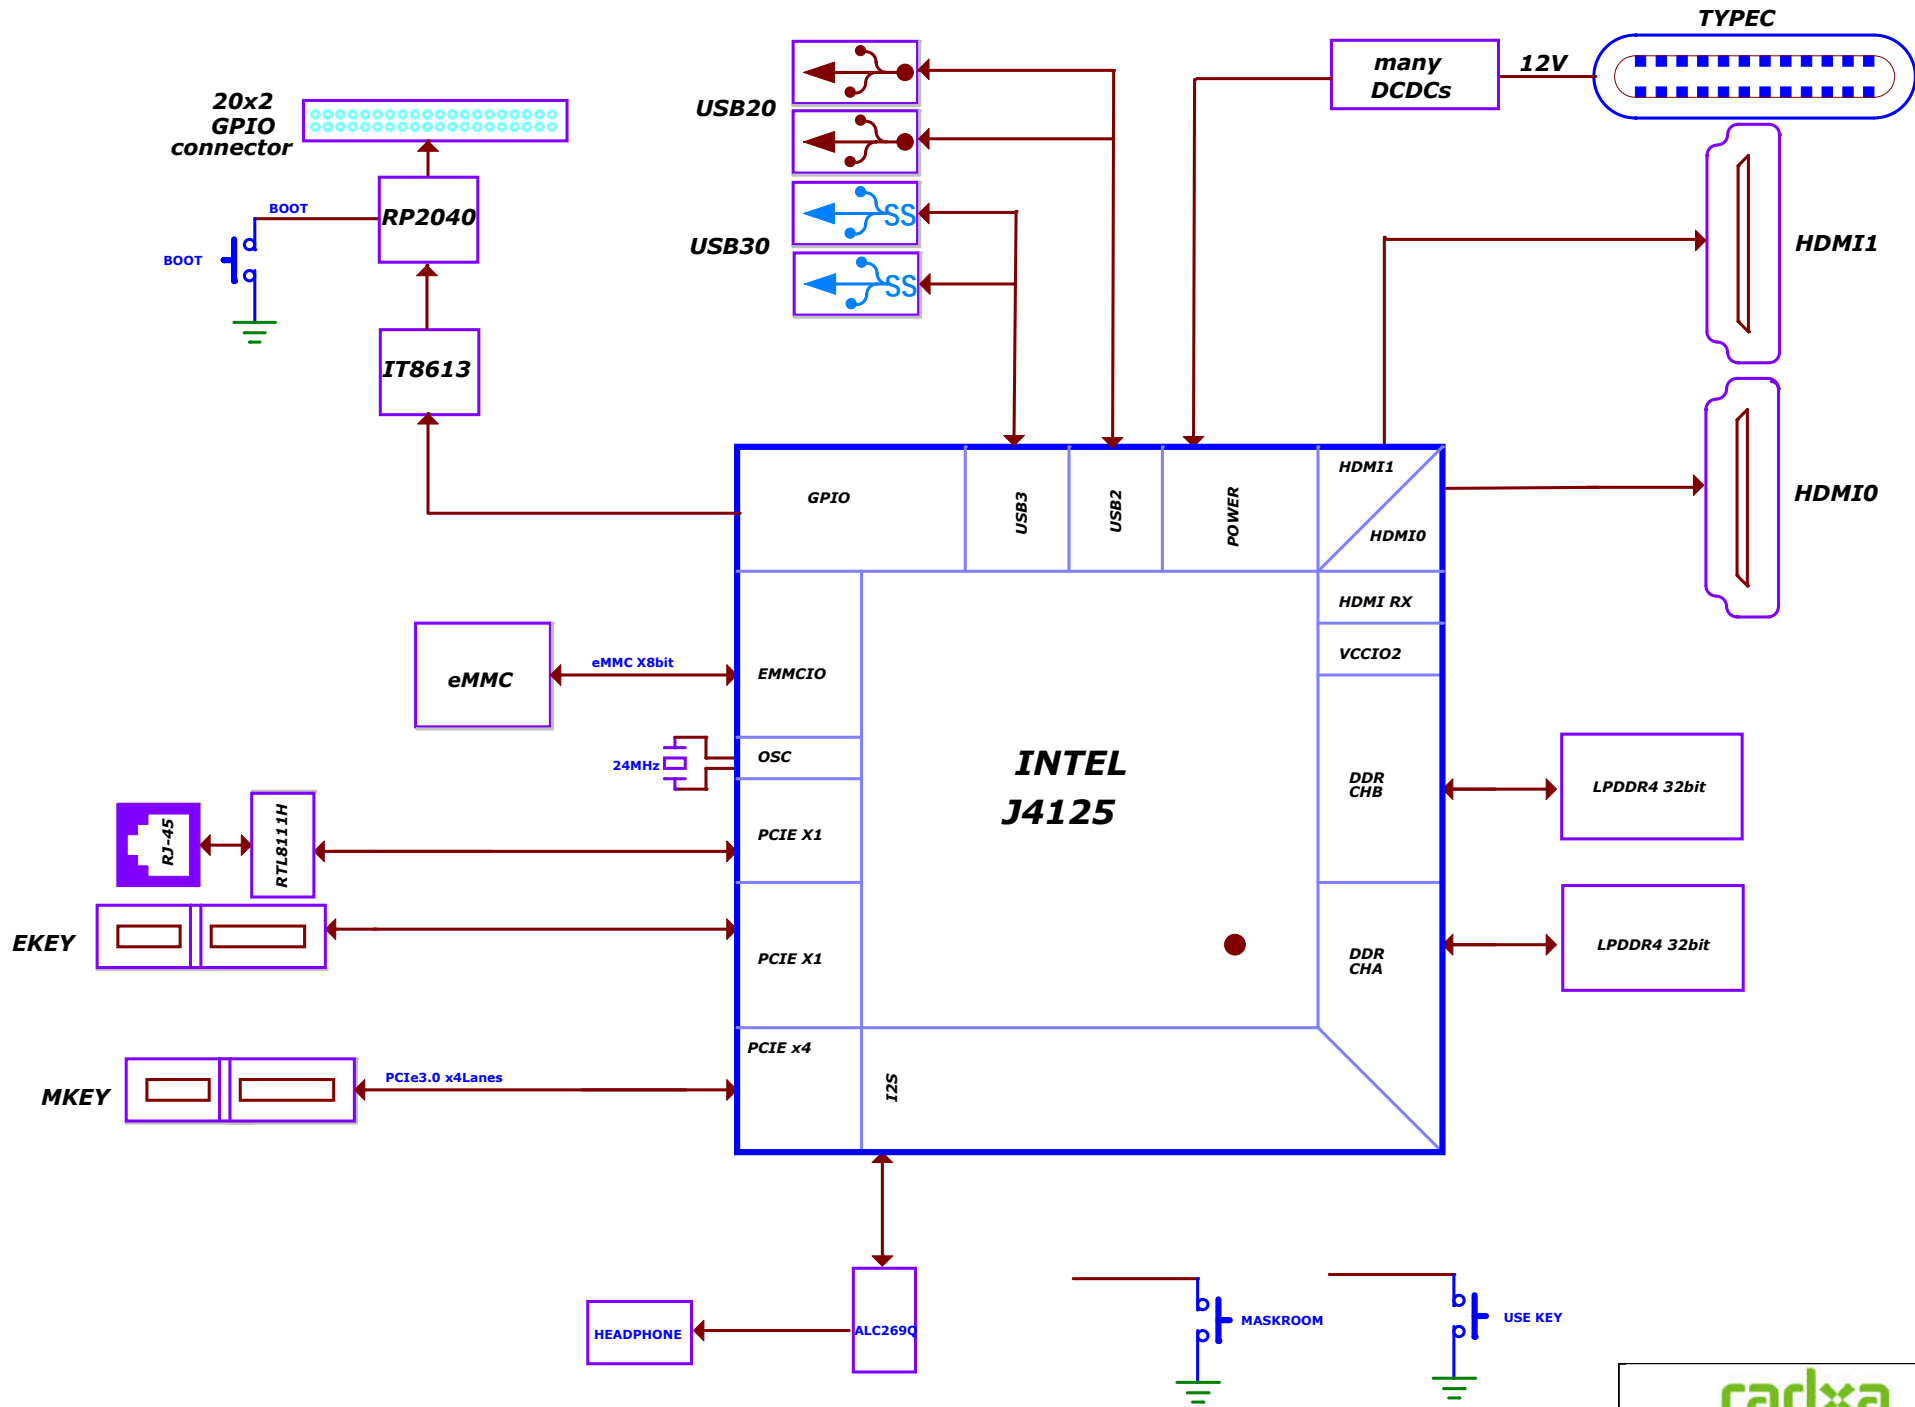 TYPEC
many
DCDCs
12V
USB20
USB30
20x2
GPIO
connector
RP2040
BOOT
BOOT
IT8613
SS
SS
HDMI1
HDMI0
GPIO
USB3
USB2
POWER
HDMI1
HDMI0
HDMI RX
VCCIO2
eMMC
eMMC X8bit
EMMCIO
24MHz
OSC
INTEL
J4125
DDR
CHB
LPDDR4 32bit
RJ-45
RTL8111H
PCIE X1
EKEY
PCIE X1
DDR
CHA
LPDDR4 32bit
MKEY
PCIe3.0 x4Lanes
PCIE x4
I2S
HEADPHONE
ALC269Q
MASKROOM
USE KEY
radxa